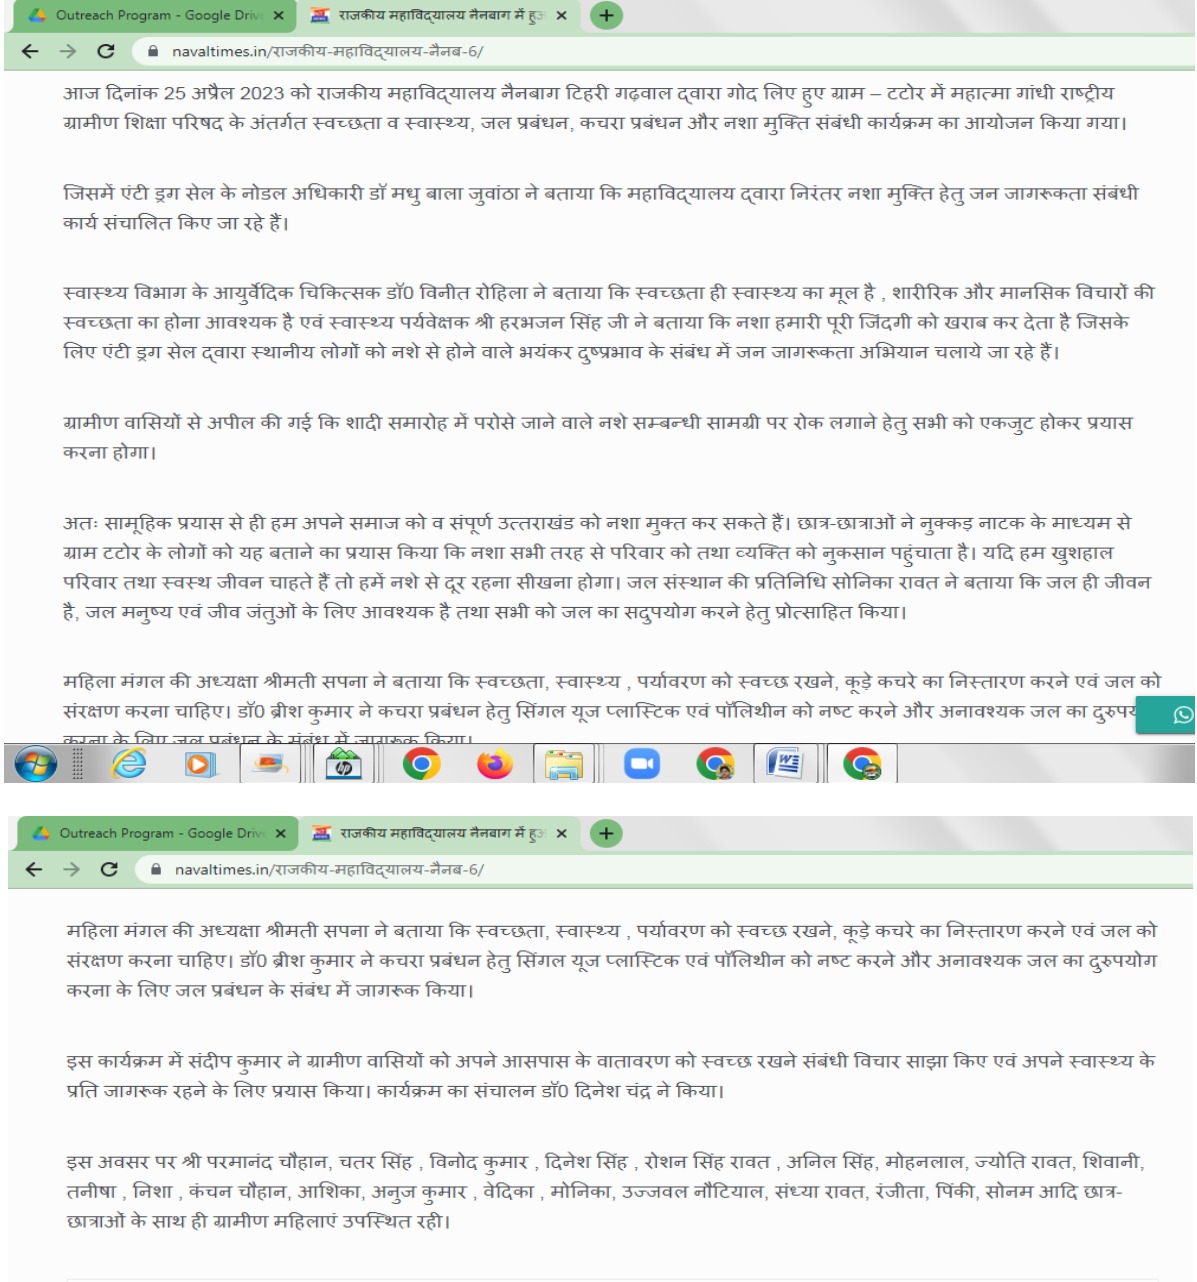 Outreach Program - Google Driv
राजकीय महाविद्यालय नैनबाग में हुअ
navaltimes.in/राजकीय-महाविद्यालय-नैनब-6/
आज दिनांक 25 अप्रैल 2023 को राजकीय महाविद्यालय नैनबाग टिहरी गढ़वाल द्वारा गोद लिए हुए ग्राम – टटोर में महात्मा गांधी राष्ट्रीय
ग्रामीण शिक्षा परिषद के अंतर्गत स्वच्छता व स्वास्थ्य, जल प्रबंधन, कचरा प्रबंधन और नशा मुक्ति संबंधी कार्यक्रम का आयोजन किया गया।
जिसमें एंटी ड्रग सेल के नोडल अधिकारी डॉ मधु बाला जुवांठा ने बताया कि महाविद्यालय द्वारा निरंतर नशा मुक्ति हेतु जन जागरूकता संबंधी
कार्य संचालित किए जा रहे हैं।
स्वास्थ्य विभाग के आयुर्वेदिक चिकित्सक डॉ0 विनीत रोहिला ने बताया कि स्वच्छता ही स्वास्थ्य का मूल है , शारीरिक और मानसिक विचारों की
स्वच्छता का होना आवश्यक है एवं स्वास्थ्य पर्यवेक्षक श्री हरभजन सिंह जी ने बताया कि नशा हमारी पूरी जिंदगी को खराब कर देता है जिसके
लिए एंटी ड्रग सेल द्वारा स्थानीय लोगों को नशे से होने वाले भयंकर दुष्प्रभाव के संबंध में जन जागरूकता अभियान चलाये जा रहे हैं।
ग्रामीण वासियों से अपील की गई कि शादी समारोह में परोसे जाने वाले नशे सम्बन्धी सामग्री पर रोक लगाने हेतु सभी को एकजुट होकर प्रयास
करना होगा।
अतः सामूहिक प्रयास से ही हम अपने समाज को व संपूर्ण उत्तराखंड को नशा मुक्त कर सकते हैं। छात्र-छात्राओं ने नुक्कड़ नाटक के माध्यम से
ग्राम टटोर के लोगों को यह बताने का प्रयास किया कि नशा सभी तरह से परिवार को तथा व्यक्ति को नुकसान पहुंचाता है। यदि हम खुशहाल
परिवार तथा स्वस्थ जीवन चाहते हैं तो हमें नशे से दूर रहना सीखना होगा। जल संस्थान की प्रतिनिधि सोनिका रावत ने बताया कि जल ही जीवन
है, जल मनुष्य एवं जीव जंतुओं के लिए आवश्यक है तथा सभी को जल का सदुपयोग करने हेतु प्रोत्साहित किया।
महिला मंगल की अध्यक्षा श्रीमती सपना ने बताया कि स्वच्छता, स्वास्थ्य , पर्यावरण को स्वच्छ रखने, कूड़े कचरे का निस्तारण करने एवं जल को
संरक्षण करना चाहिए। डॉ0 ब्रीश कुमार ने कचरा प्रबंधन हेतु सिंगल यूज प्लास्टिक एवं पॉलिथीन को नष्ट करने और अनावश्यक जल का दुरुपय
करना के लिए जल प्रबंधन के संबंध में जागरूक किया।
Outreach Program - Google Driv
राजकीय महाविद्यालय नैनबाग में हुअ
navaltimes.in/राजकीय-महाविद्यालय-नैनब-6/
महिला मंगल की अध्यक्षा श्रीमती सपना ने बताया कि स्वच्छता, स्वास्थ्य , पर्यावरण को स्वच्छ रखने, कूड़े कचरे का निस्तारण करने एवं जल को
संरक्षण करना चाहिए। डॉ0 ब्रीश कुमार ने कचरा प्रबंधन हेतु सिंगल यूज प्लास्टिक एवं पॉलिथीन को नष्ट करने और अनावश्यक जल का दुरुपयोग
करना के लिए जल प्रबंधन के संबंध में जागरूक किया।
इस कार्यक्रम में संदीप कुमार ने ग्रामीण वासियों को अपने आसपास के वातावरण को स्वच्छ रखने संबंधी विचार साझा किए एवं अपने स्वास्थ्य के
प्रति जागरूक रहने के लिए प्रयास किया। कार्यक्रम का संचालन डॉ0 दिनेश चंद्र ने किया।
इस अवसर पर श्री परमानंद चौहान, चतर सिंह , विनोद कुमार , दिनेश सिंह , रोशन सिंह रावत , अनिल सिंह, मोहनलाल, ज्योति रावत, शिवानी,
तनीषा , निशा , कंचन चौहान, आशिका, अनुज कुमार , वेदिका , मोनिका, उज्जवल नौटियाल, संध्या रावत, रंजीता, पिंकी, सोनम आदि छात्र-
छात्राओं के साथ ही ग्रामीण महिलाएं उपस्थित रही।